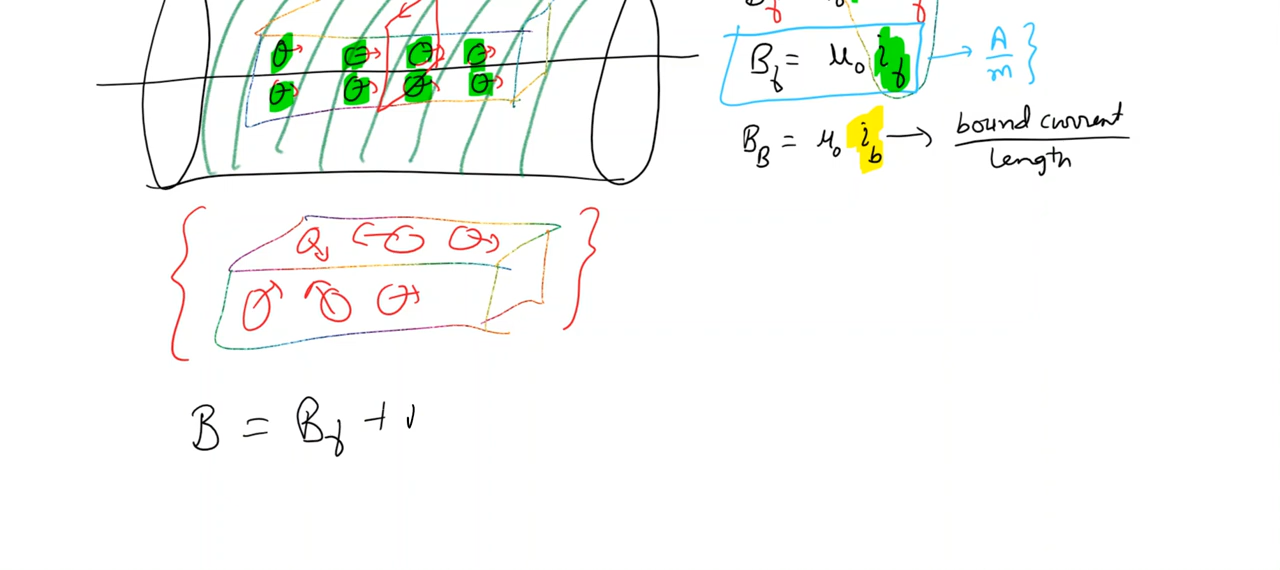 B_f = μ₀ i_f → A/m }
B_B = μ₀ i_b → bound current / length
B = B_f +